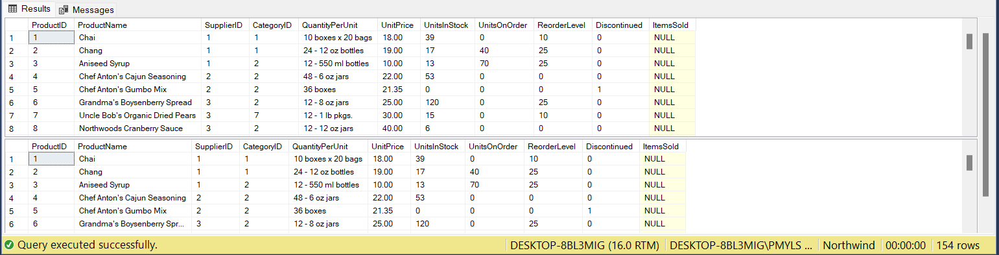 Results Messages
ProductID ProductName SupplierID CategoryID QuantityPerUnit UnitPrice UnitsInStock UnitsOnOrder ReorderLevel Discontinued ItemsSold
1 1 Chai 1 1 10 boxes x 20 bags 18.00 39 0 10 0 NULL
2 2 Chang 1 1 24 - 12 oz bottles 19.00 17 40 25 0 NULL
3 3 Aniseed Syrup 1 2 12 - 550 ml bottles 10.00 13 70 25 0 NULL
4 4 Chef Anton's Cajun Seasoning 2 2 48 - 6 oz jars 22.00 53 0 0 0 NULL
5 5 Chef Anton's Gumbo Mix 2 2 36 boxes 21.35 0 0 0 1 NULL
6 6 Grandma's Boysenberry Spread 3 2 12 - 8 oz jars 25.00 120 0 25 0 NULL
7 7 Uncle Bob's Organic Dried Pears 3 7 12 - 1 lb pkgs. 30.00 15 0 10 0 NULL
8 8 Northwoods Cranberry Sauce 3 2 12 - 12 oz jars 40.00 6 0 0 0 NULL
ProductID ProductName SupplierID CategoryID QuantityPerUnit UnitPrice UnitsInStock UnitsOnOrder ReorderLevel Discontinued ItemsSold
1 1 Chai 1 1 10 boxes x 20 bags 18.00 39 0 10 0 NULL
2 2 Chang 1 1 24 - 12 oz bottles 19.00 17 40 25 0 NULL
3 3 Aniseed Syrup 1 2 12 - 550 ml bottles 10.00 13 70 25 0 NULL
4 4 Chef Anton's Cajun Seasoning 2 2 48 - 6 oz jars 22.00 53 0 0 0 NULL
5 5 Chef Anton's Gumbo Mix 2 2 36 boxes 21.35 0 0 0 1 NULL
6 6 Grandma's Boysenberry Spr... 3 2 12 - 8 oz jars 25.00 120 0 25 0 NULL
Query executed successfully. DESKTOP-8BL3MIG (16.0 RTM) DESKTOP-8BL3MIG\PMYLS ... Northwind 00:00:00 154 rows